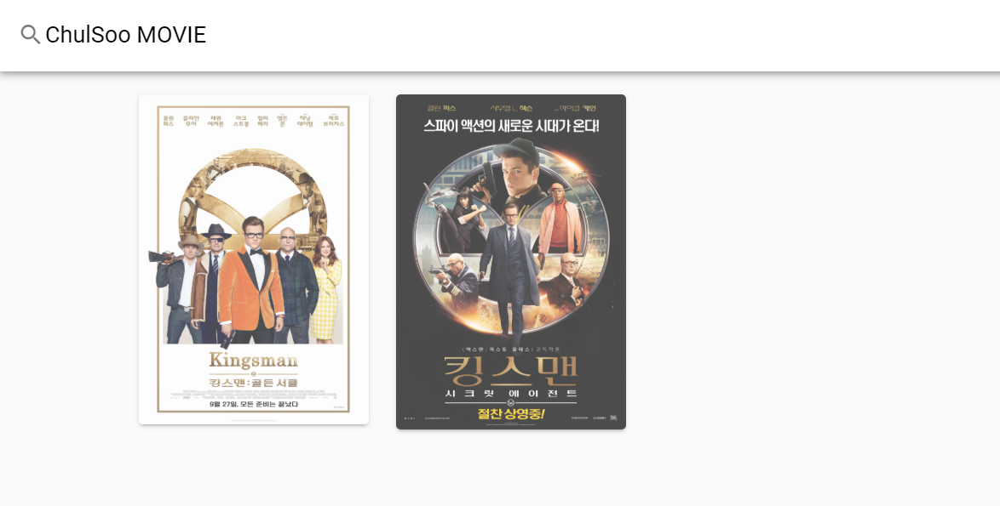 ChulSoo MOVIE
콜린 줄리안 태런 마크 할리 엘튼 채닝 제프
퍼스 무어 에저튼 스트롱 베리 존 테이텀 브리지스
Kingsman
킹스맨: 골든 서클
9월 27일, 모든 준비는 끝났다
콜린 퍼스 사무엘 L. 잭슨 마이클 케인
스파이 액션의 새로운 시대가 온다!
<엑스맨: 퍼스트 클래스> 감독작품
킹스맨
시크릿 에이전트
절찬 상영중!